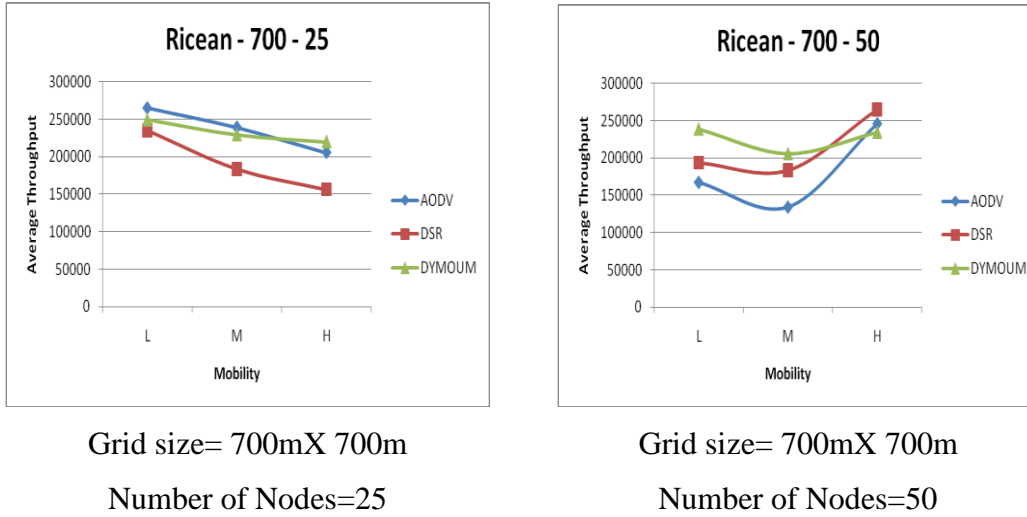 Ricean - 700 - 25
Average Throughput
300000
250000
200000
150000
100000
50000
0
L M H
Mobility
AODV
DSR
DYMOUM
Grid size= 700mX 700m
Number of Nodes=25
Ricean - 700 - 50
Average Throughput
300000
250000
200000
150000
100000
50000
0
L M H
Mobility
AODV
DSR
DYMOUM
Grid size= 700mX 700m
Number of Nodes=50